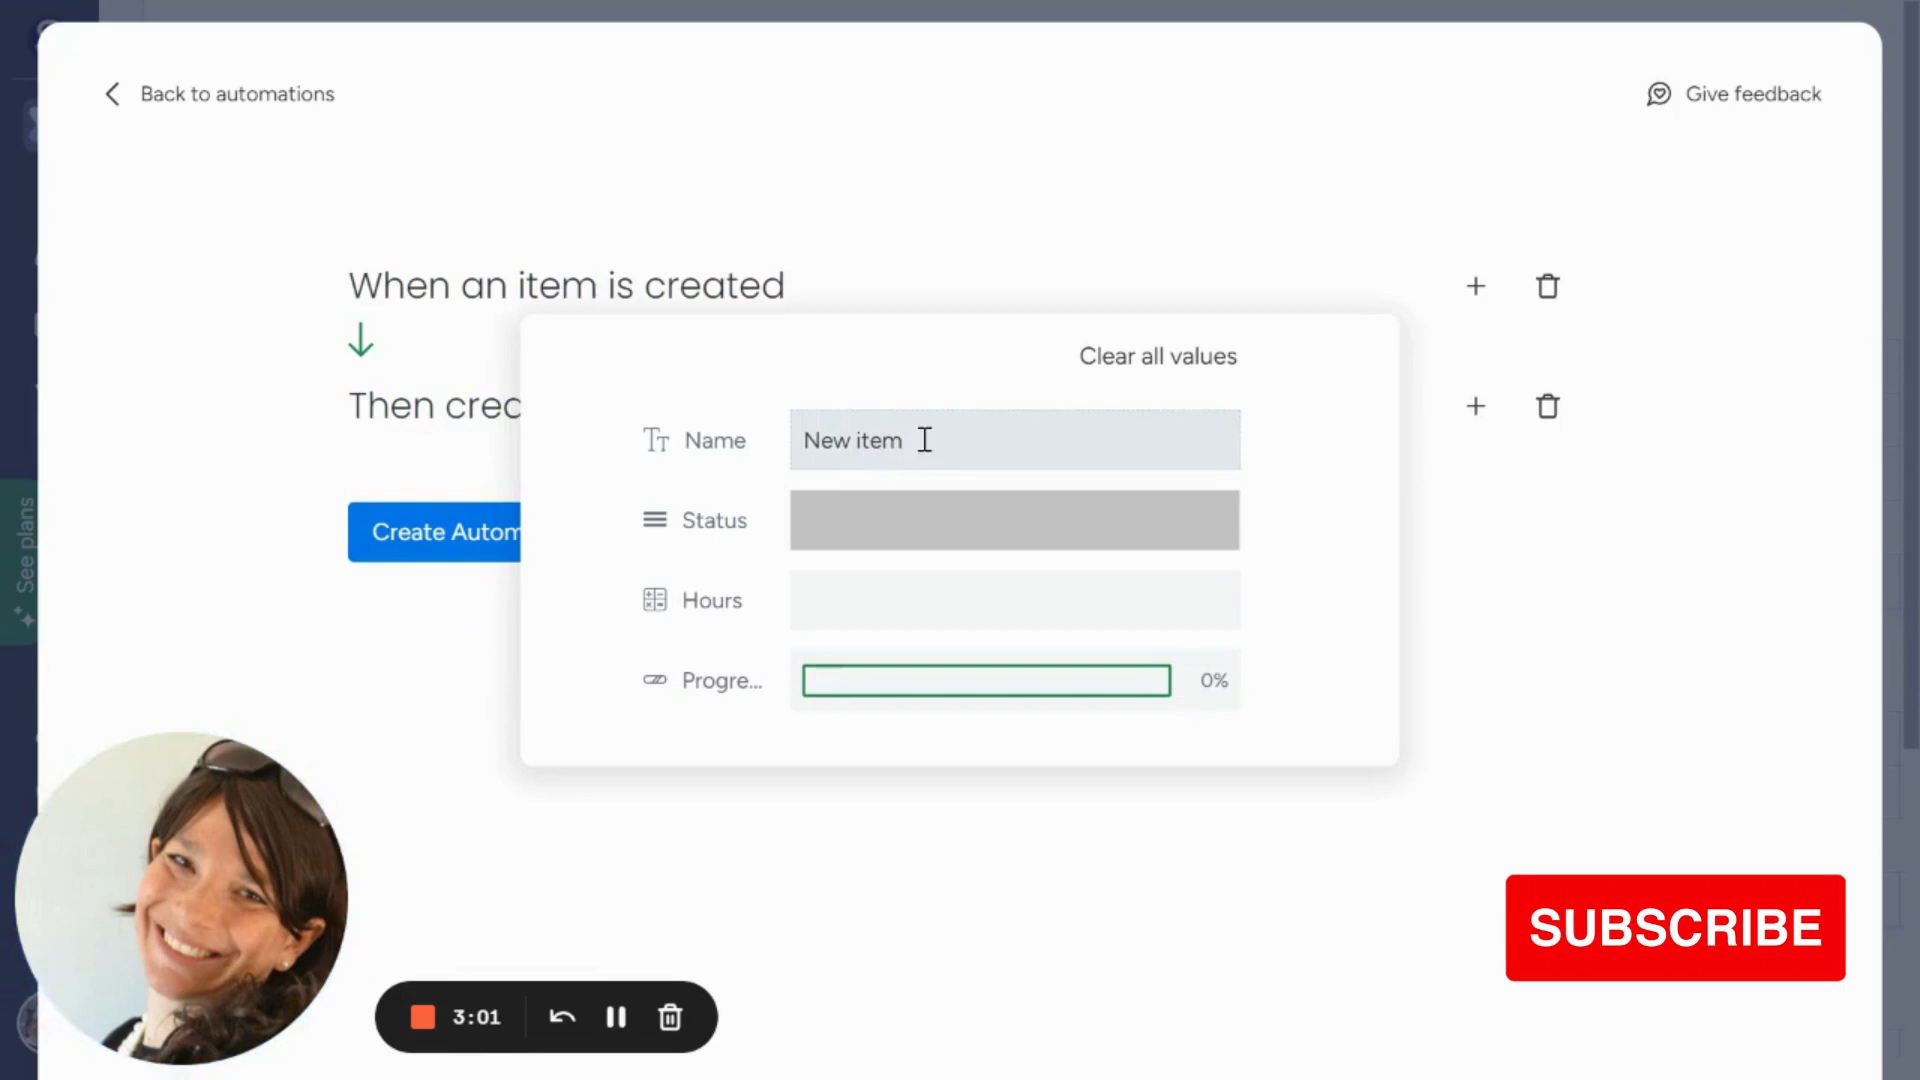 Back to automations
Give feedback
When an item is created
Clear all values
Then crea
Name
New item
Status
Create Autom
See plans
Hours
Progre...
0%
SUBSCRIBE
3:01